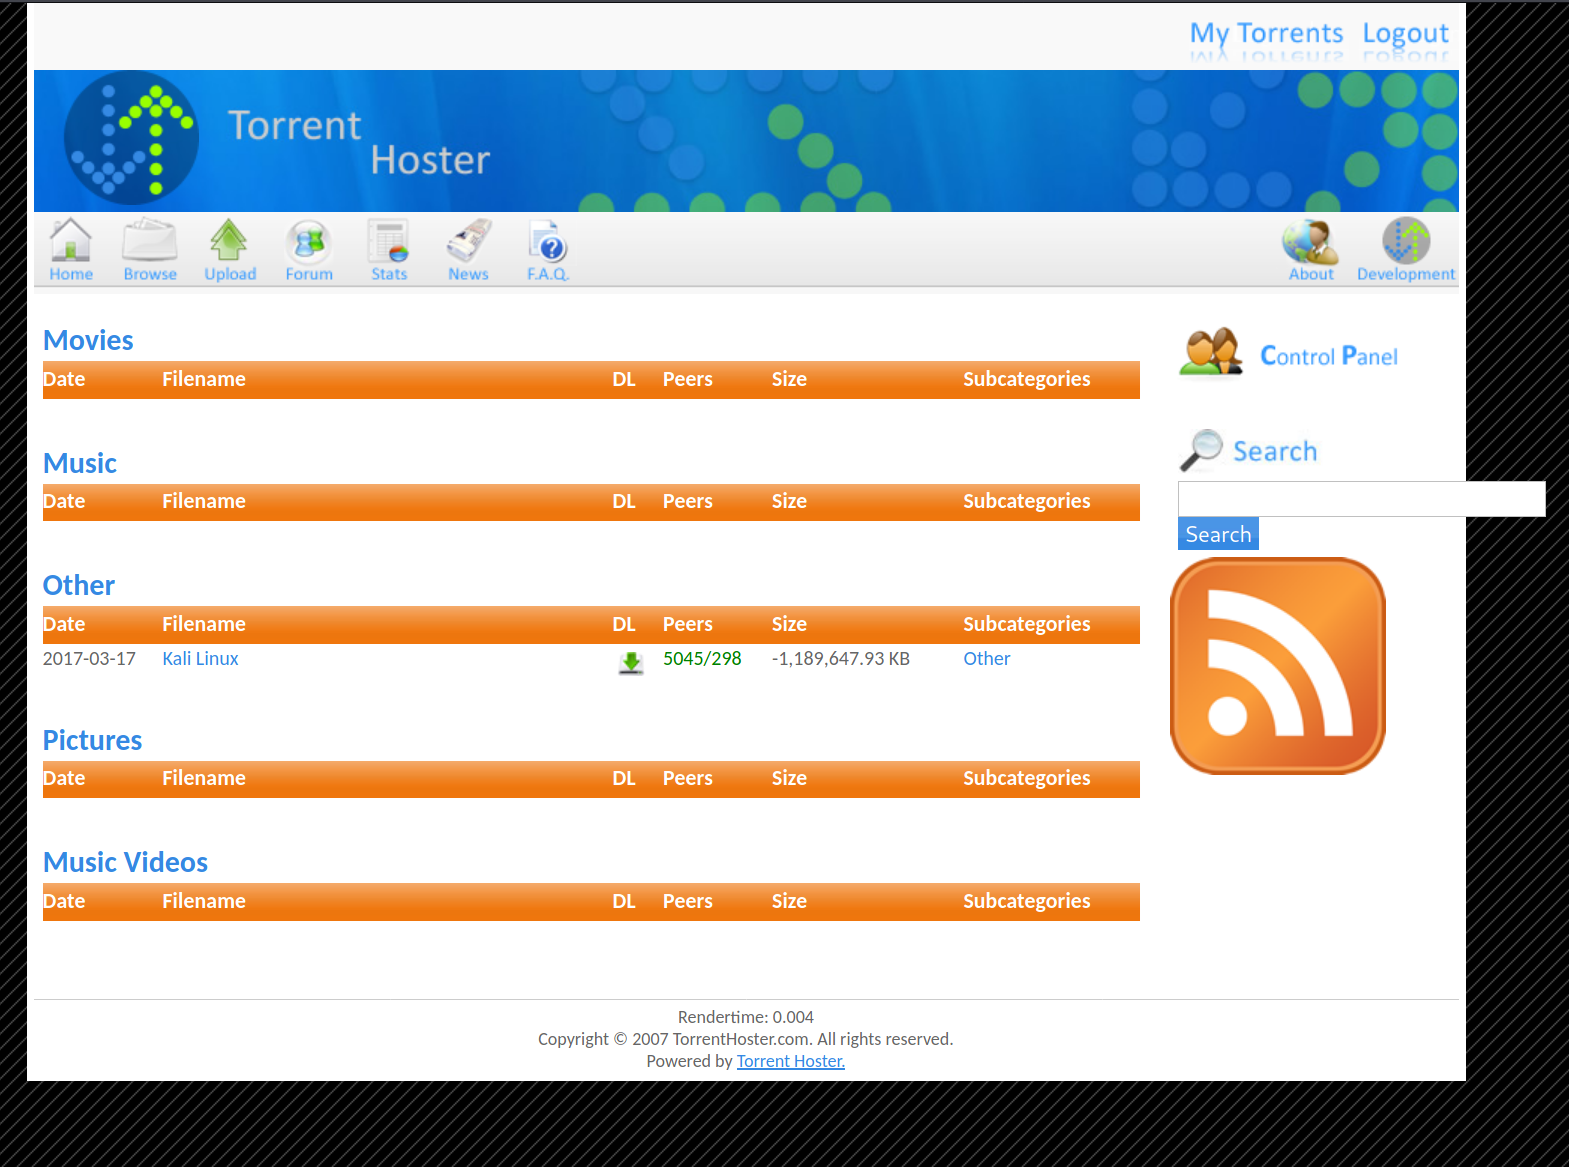 My Torrents Logout
Torrent
Hoster
Home Browse Upload Forum Stats News F.A.Q. About Development
Movies
Date Filename DL Peers Size Subcategories
Music
Date Filename DL Peers Size Subcategories
Other
Date Filename DL Peers Size Subcategories
2017-03-17 Kali Linux 5045/298 -1,189,647.93 KB Other
Pictures
Date Filename DL Peers Size Subcategories
Music Videos
Date Filename DL Peers Size Subcategories
Control Panel
Search
Search
Rendertime: 0.004
Copyright © 2007 TorrentHoster.com. All rights reserved.
Powered by Torrent Hoster.